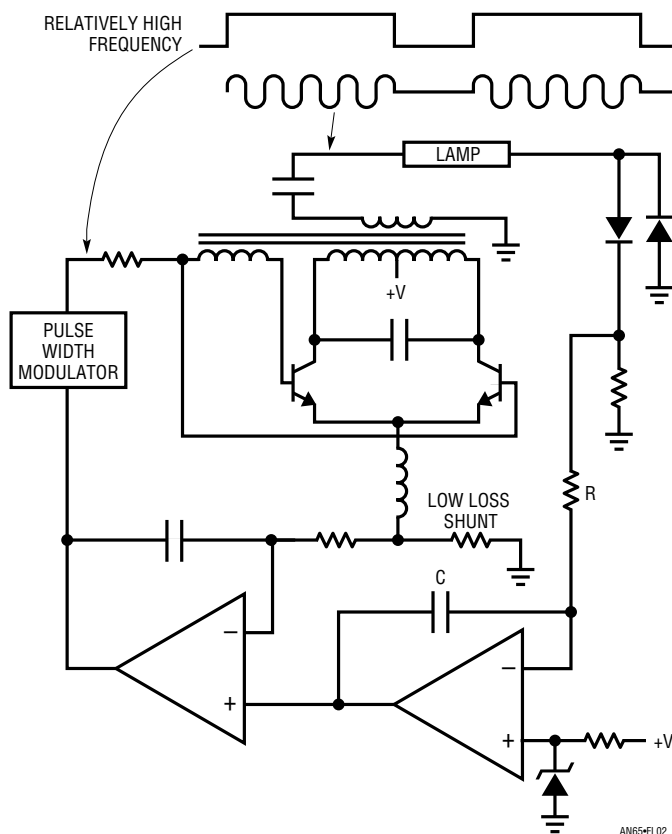 RELATIVELY HIGH
FREQUENCY
LAMP
+V
PULSE
WIDTH
MODULATOR
R
LOW LOSS
SHUNT
C
–
+
–
+
+V
AN65•FL02